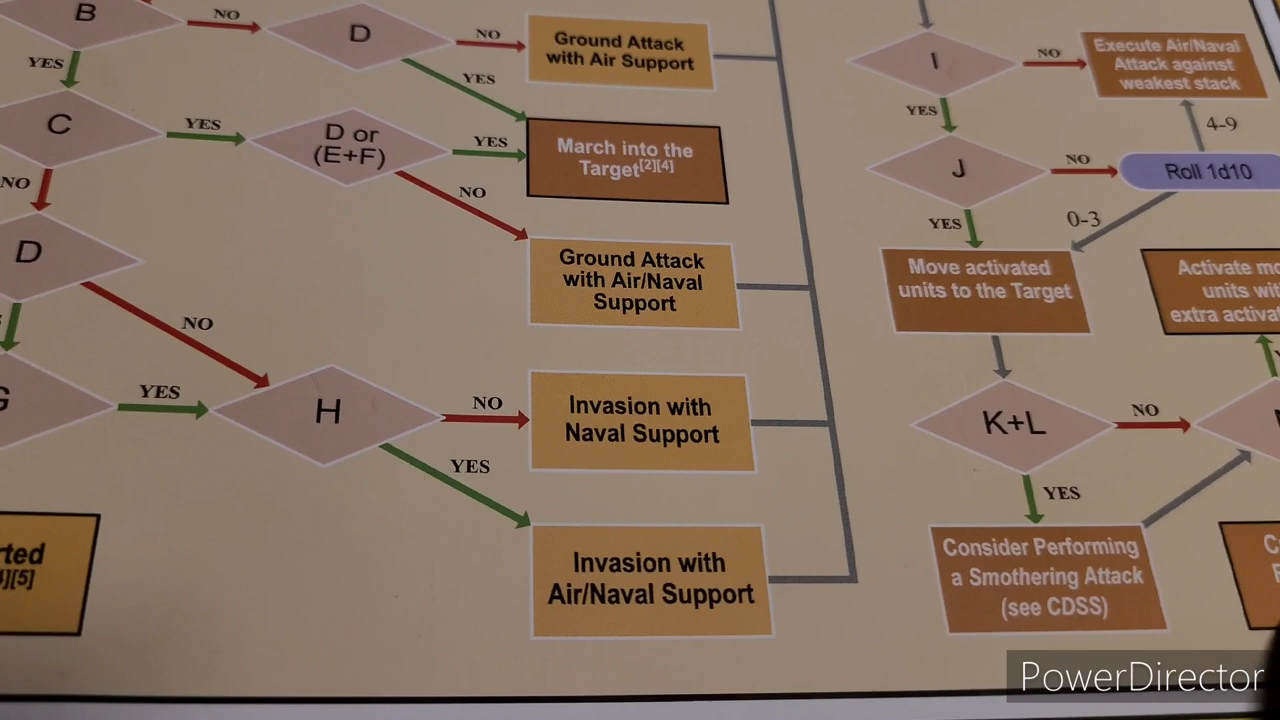 B
NO
D
NO
Ground Attack
with Air Support
YES
YES
C
YES
D or
(E+F)
YES
March into the
Target[2][4]
NO
NO
Ground Attack
with Air/Naval
Support
D
NO
G
YES
H
NO
Invasion with
Naval Support
YES
Invasion with
Air/Naval Support
[5]
I
NO
Execute Air/Naval
Attack against
weakest stack
YES
4-9
J
NO
Roll 1d10
YES
0-3
Move activated
units to the Target
Activate
units
extra
K+L
NO
YES
Consider Performing
a Smothering Attack
(see CDSS)
PowerDirector